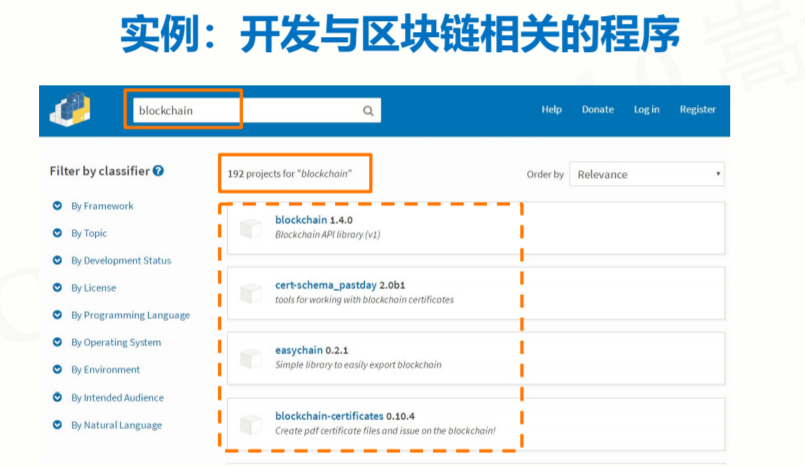 实例：开发与区块链相关的程序
blockchain
Help Donate Log in Register
Filter by classifier
192 projects for "blockchain"
Order by Relevance
By Framework
By Topic
By Development Status
By License
By Programming Language
By Operating System
By Environment
By Intended Audience
By Natural Language
blockchain 1.4.0
Blockchain API library (v1)
cert-schema_pastday 2.0b1
tools for working with blockchain certificates
easychain 0.2.1
Simple library to easily export blockchain
blockchain-certificates 0.10.4
Create pdf certificate files and issue on the blockchain!